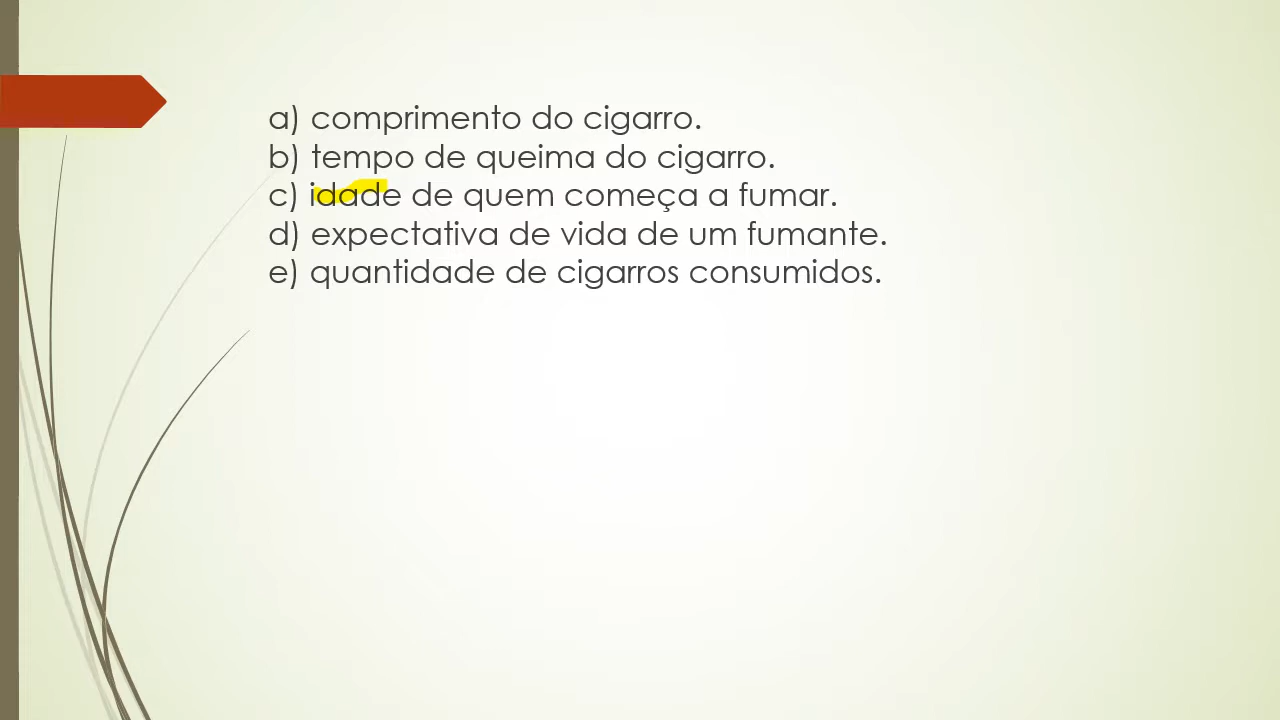 a) comprimento do cigarro.
b) tempo de queima do cigarro.
c) idade de quem começa a fumar.
d) expectativa de vida de um fumante.
e) quantidade de cigarros consumidos.